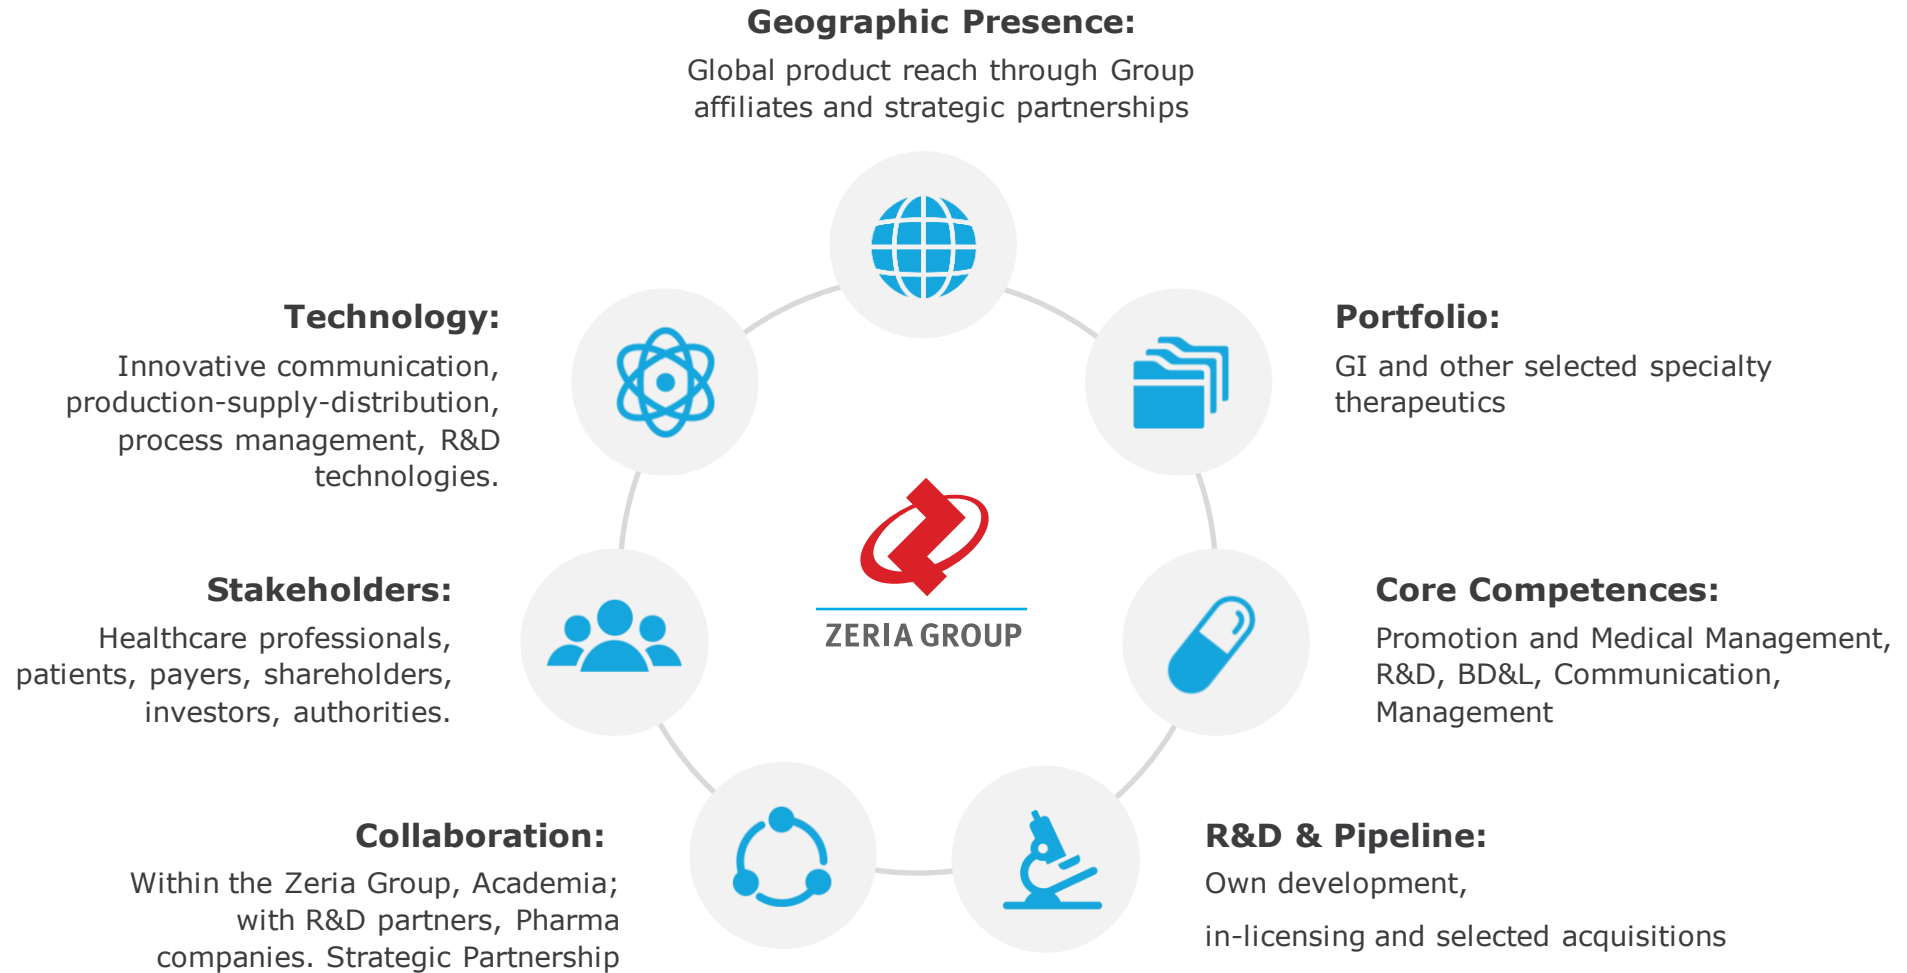 Geographic Presence:
Global product reach through Group
affiliates and strategic partnerships
Technology:
Innovative communication,
production-supply-distribution,
process management, R&D
technologies.
Portfolio:
GI and other selected specialty
therapeutics
ZERIA GROUP
Stakeholders:
Healthcare professionals,
patients, payers, shareholders,
investors, authorities.
Core Competences:
Promotion and Medical Management,
R&D, BD&L, Communication,
Management
Collaboration:
Within the Zeria Group, Academia;
with R&D partners, Pharma
companies. Strategic Partnership
R&D & Pipeline:
Own development,
in-licensing and selected acquisitions